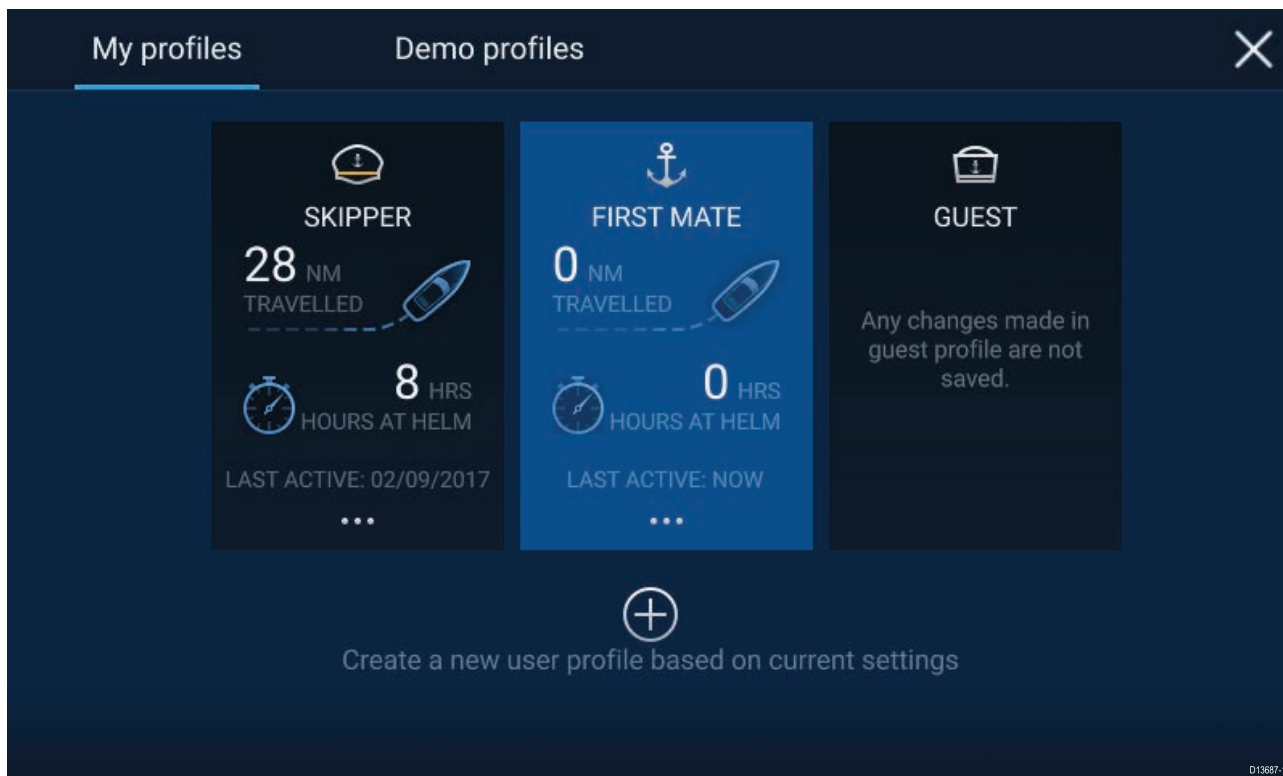 My profiles
Demo profiles
SKIPPER
28 NM
TRAVELLED
8 HRS
HOURS AT HELM
LAST ACTIVE: 02/09/2017
FIRST MATE
0 NM
TRAVELLED
0 HRS
HOURS AT HELM
LAST ACTIVE: NOW
GUEST
Any changes made in
guest profile are not
saved.
Create a new user profile based on current settings
D13687-